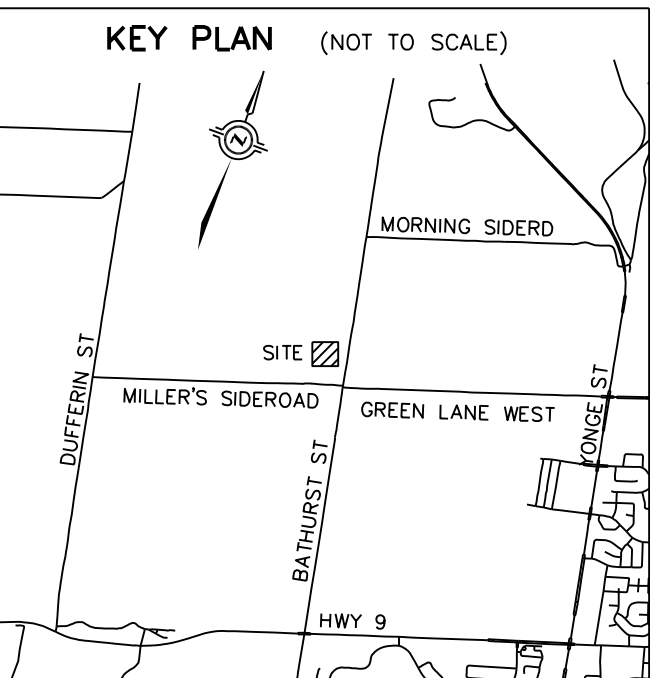 KEY PLAN (NOT TO SCALE)
N
MORNING SIDERD
SITE
DUFFERIN ST
MILLER'S SIDEROAD
GREEN LANE WEST
YONGE ST
BATHURST ST
HWY 9